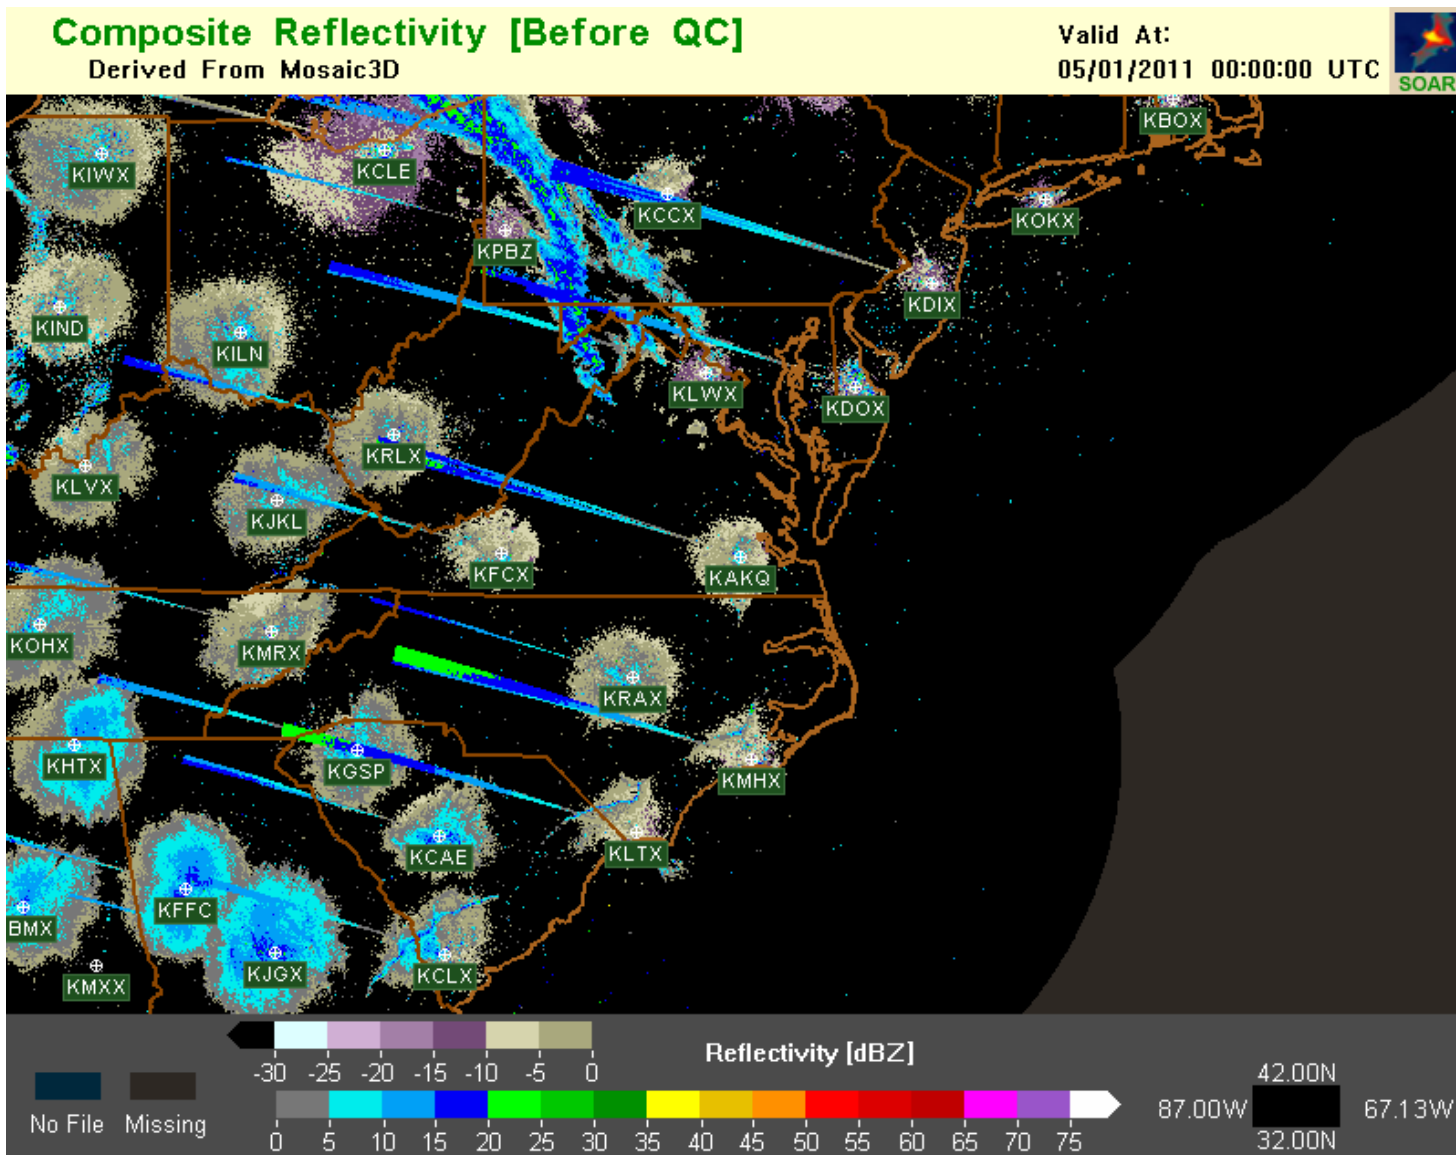 Composite Reflectivity [Before QC]
Derived From Mosaic3D
Valid At:
05/01/2011 00:00:00 UTC
SOAR
KBOX
KIWX
KCLE
KCCX
KOKX
KPBZ
KDIX
KIND
KILN
KLWX
KDOX
KRLX
KLVX
KJKL
KFCX
KAKQ
KOHX
KMRX
KRAX
KHTX
KGSP
KMHX
KCAE
KLTX
KFFC
BMX
KJGX
KCLX
KMXX
-30 -25 -20 -15 -10 -5 0
Reflectivity [dBZ]
No File Missing
0 5 10 15 20 25 30 35 40 45 50 55 60 65 70 75
42.00N
87.00W 67.13W
32.00N